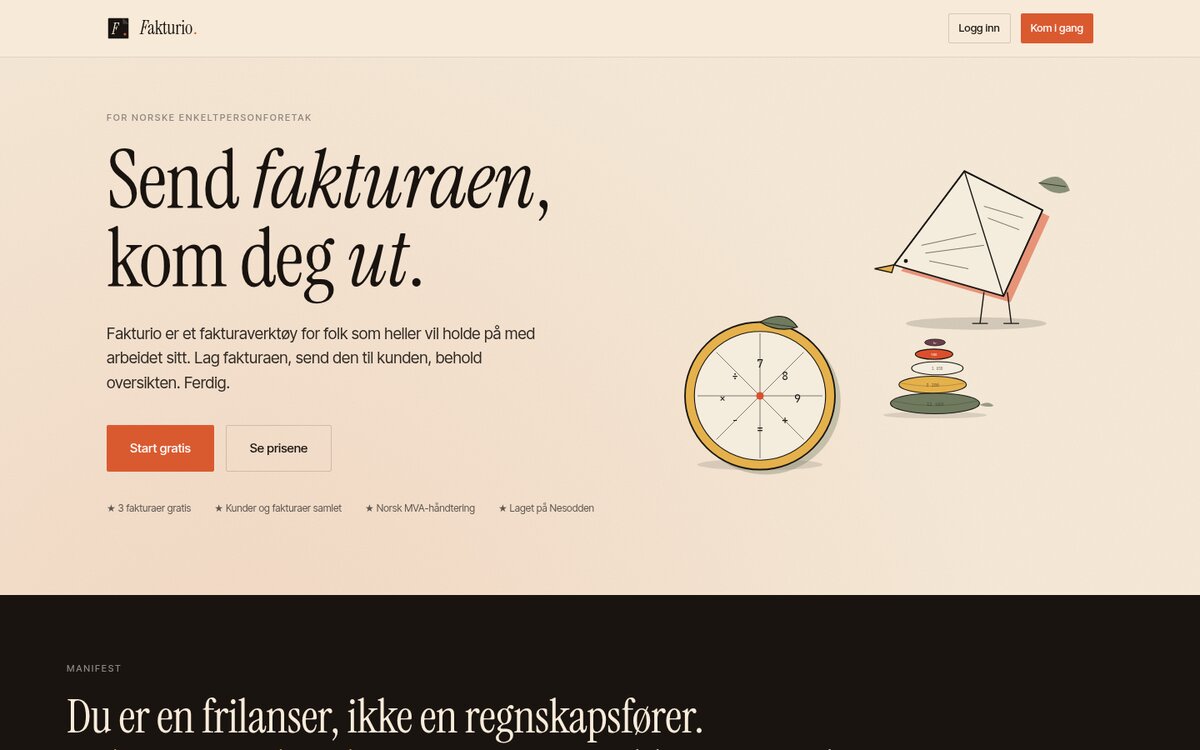 F Fakturio.
Logg inn
Kom i gang
FOR NORSKE ENKELTPERSONFORETAK
Send fakturaen,
kom deg ut.
Fakturio er et fakturaverktøy for folk som heller vil holde på med
arbeidet sitt. Lag fakturaen, send den til kunden, behold
oversikten. Ferdig.
Start gratis
Se prisene
★ 3 fakturaer gratis
★ Kunder og fakturaer samlet
★ Norsk MVA-håndtering
★ Laget på Nesodden
7
÷ 8
× 9
- +
=
MANIFEST
Du er en frilanser, ikke en regnskapsfører.